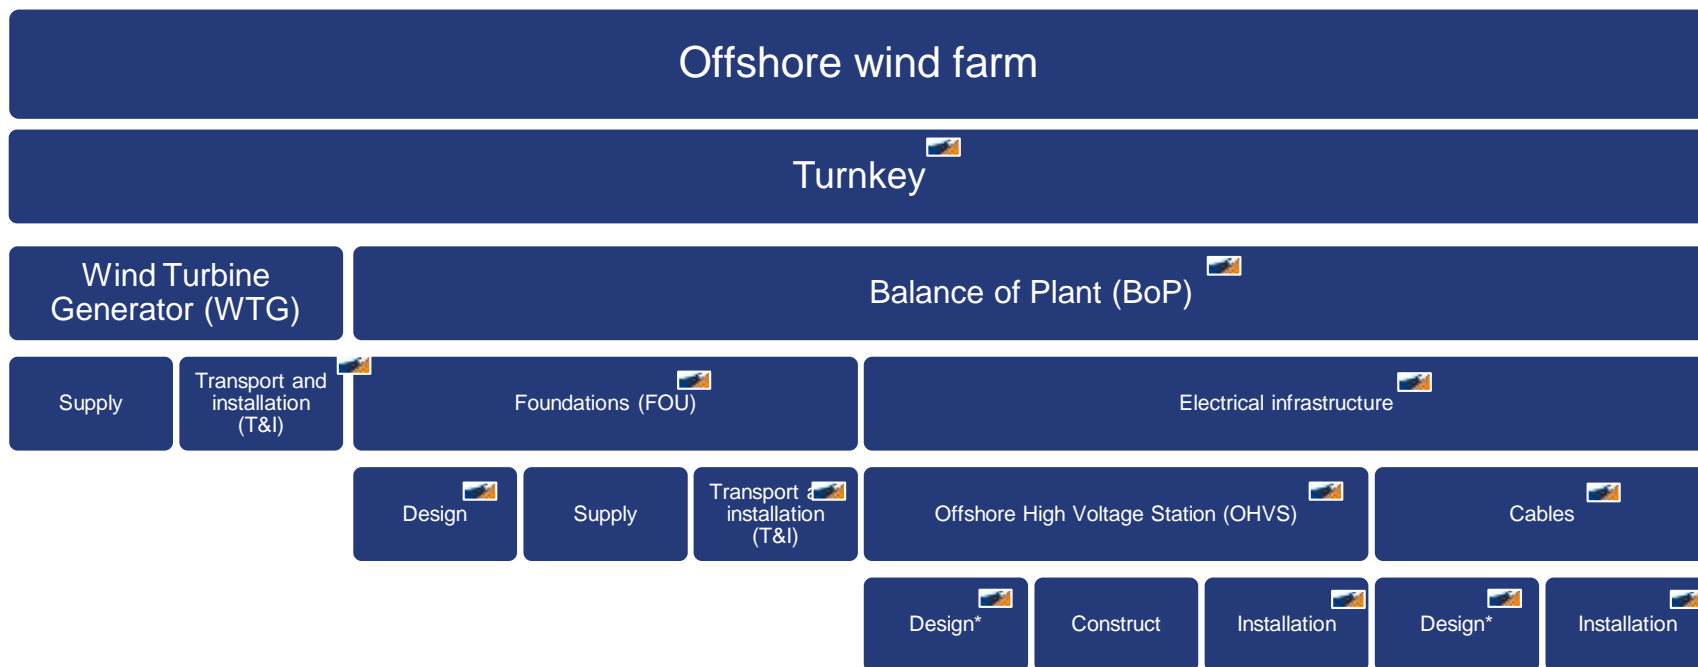 Offshore wind farm
Turnkey
Wind Turbine
Generator (WTG)
Balance of Plant (BoP)
Supply
Transport and
installation
(T&I)
Foundations (FOU)
Electrical infrastructure
Design
Supply
Transport
installation
(T&I)
Offshore High Voltage Station (OHVS)
Cables
Design*
Construct
Installation
Design*
Installation